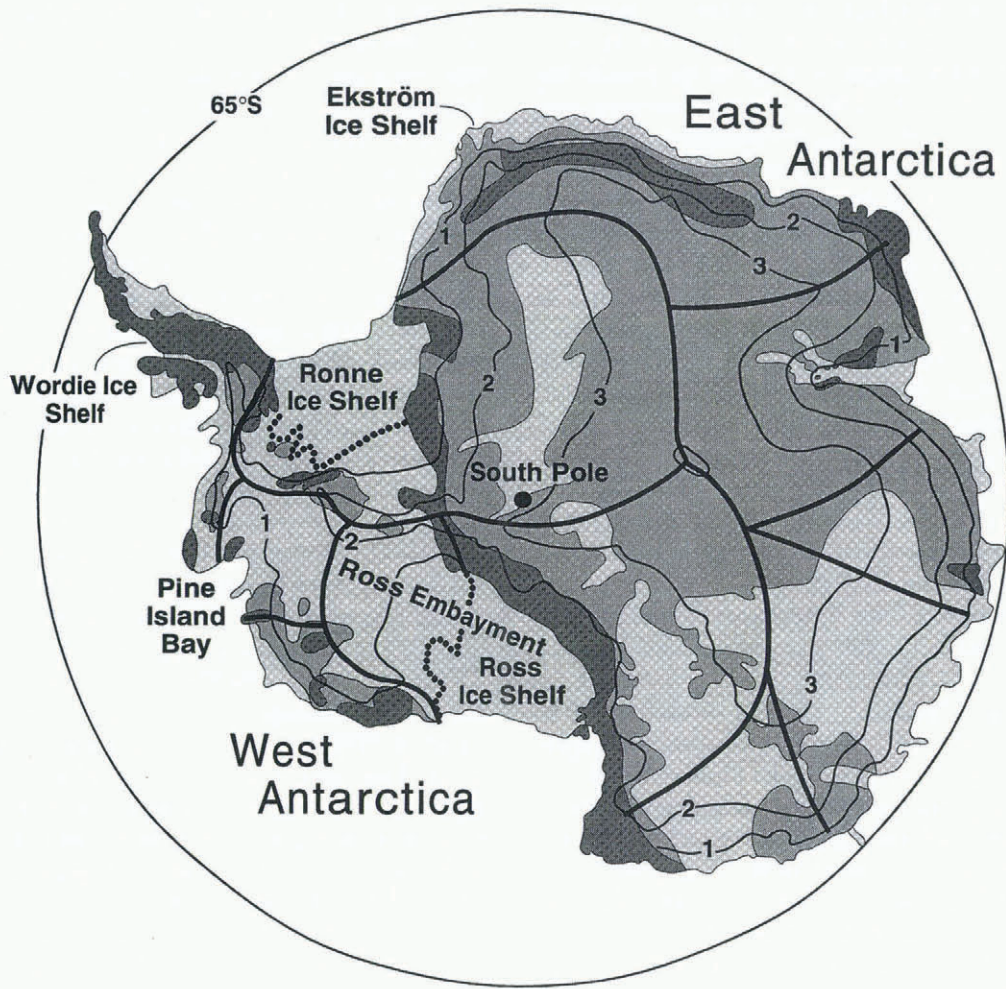 65°S
Ekström
Ice Shelf
East
Antarctica
1
2
3
1
Wordie Ice
Shelf
Ronne
Ice Shelf
2
3
South Pole
1
2
Pine
Island
Bay
Ross Embayment
Ross
Ice Shelf
3
West
Antarctica
2
1